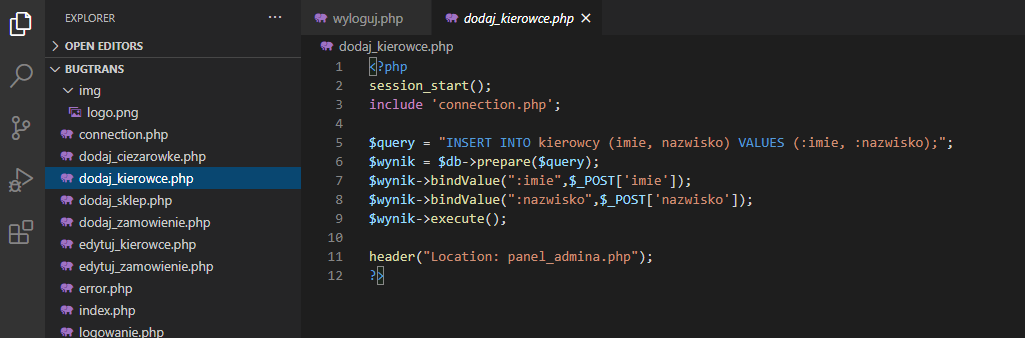 EXPLORER ···
OPEN EDITORS
BUGTRANS
img
logo.png
connection.php
dodaj_ciezarowke.php
dodaj_kierowce.php
dodaj_sklep.php
dodaj_zamowienie.php
edytuj_kierowce.php
edytuj_zamowienie.php
error.php
index.php
logowanie.php
wyloguj.php dodaj_kierowce.php
dodaj_kierowce.php
1 <?php
2 session_start();
3 include 'connection.php';
4
5 $query = "INSERT INTO kierowcy (imie, nazwisko) VALUES (:imie, :nazwisko);";
6 $wynik = $db->prepare($query);
7 $wynik->bindValue(":imie",$_POST['imie']);
8 $wynik->bindValue(":nazwisko",$_POST['nazwisko']);
9 $wynik->execute();
10
11 header("Location: panel_admina.php");
12 ?>